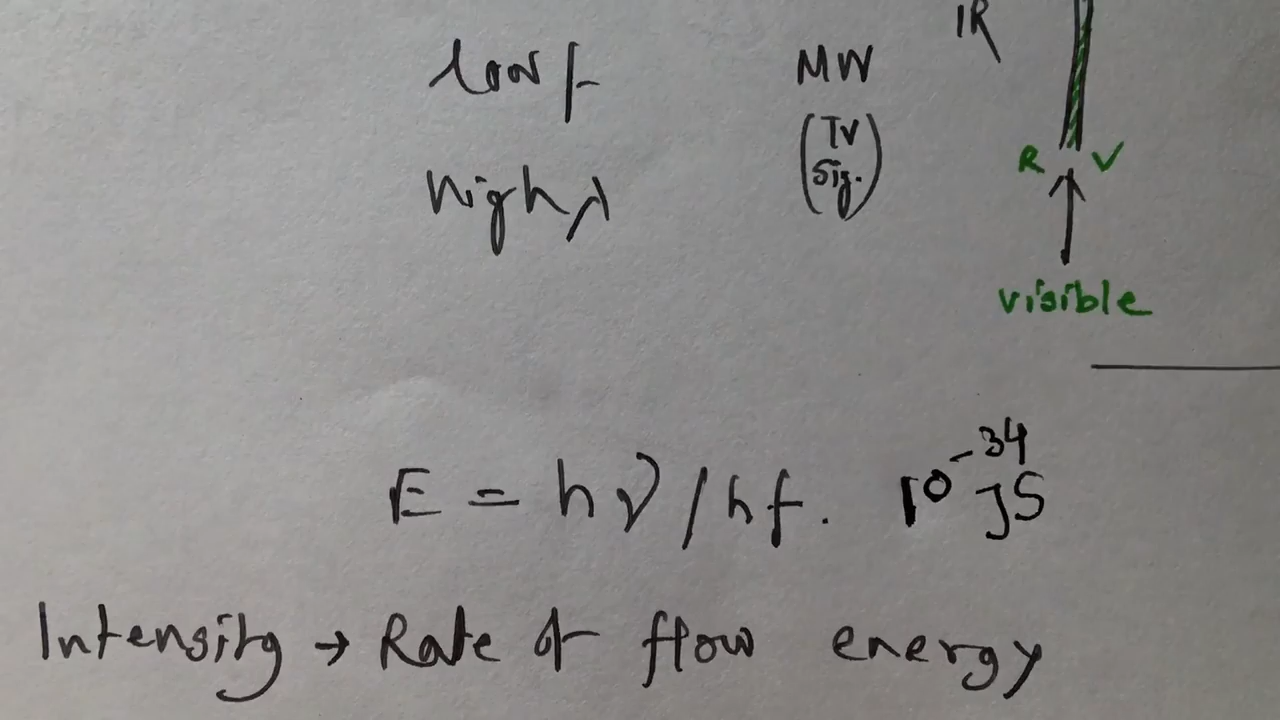 IR
low f
MW
(TV
Sig.)
high λ
R V
visible
E = hν / hf. 10⁻³⁴ JS
Intensity → Rate of flow energy